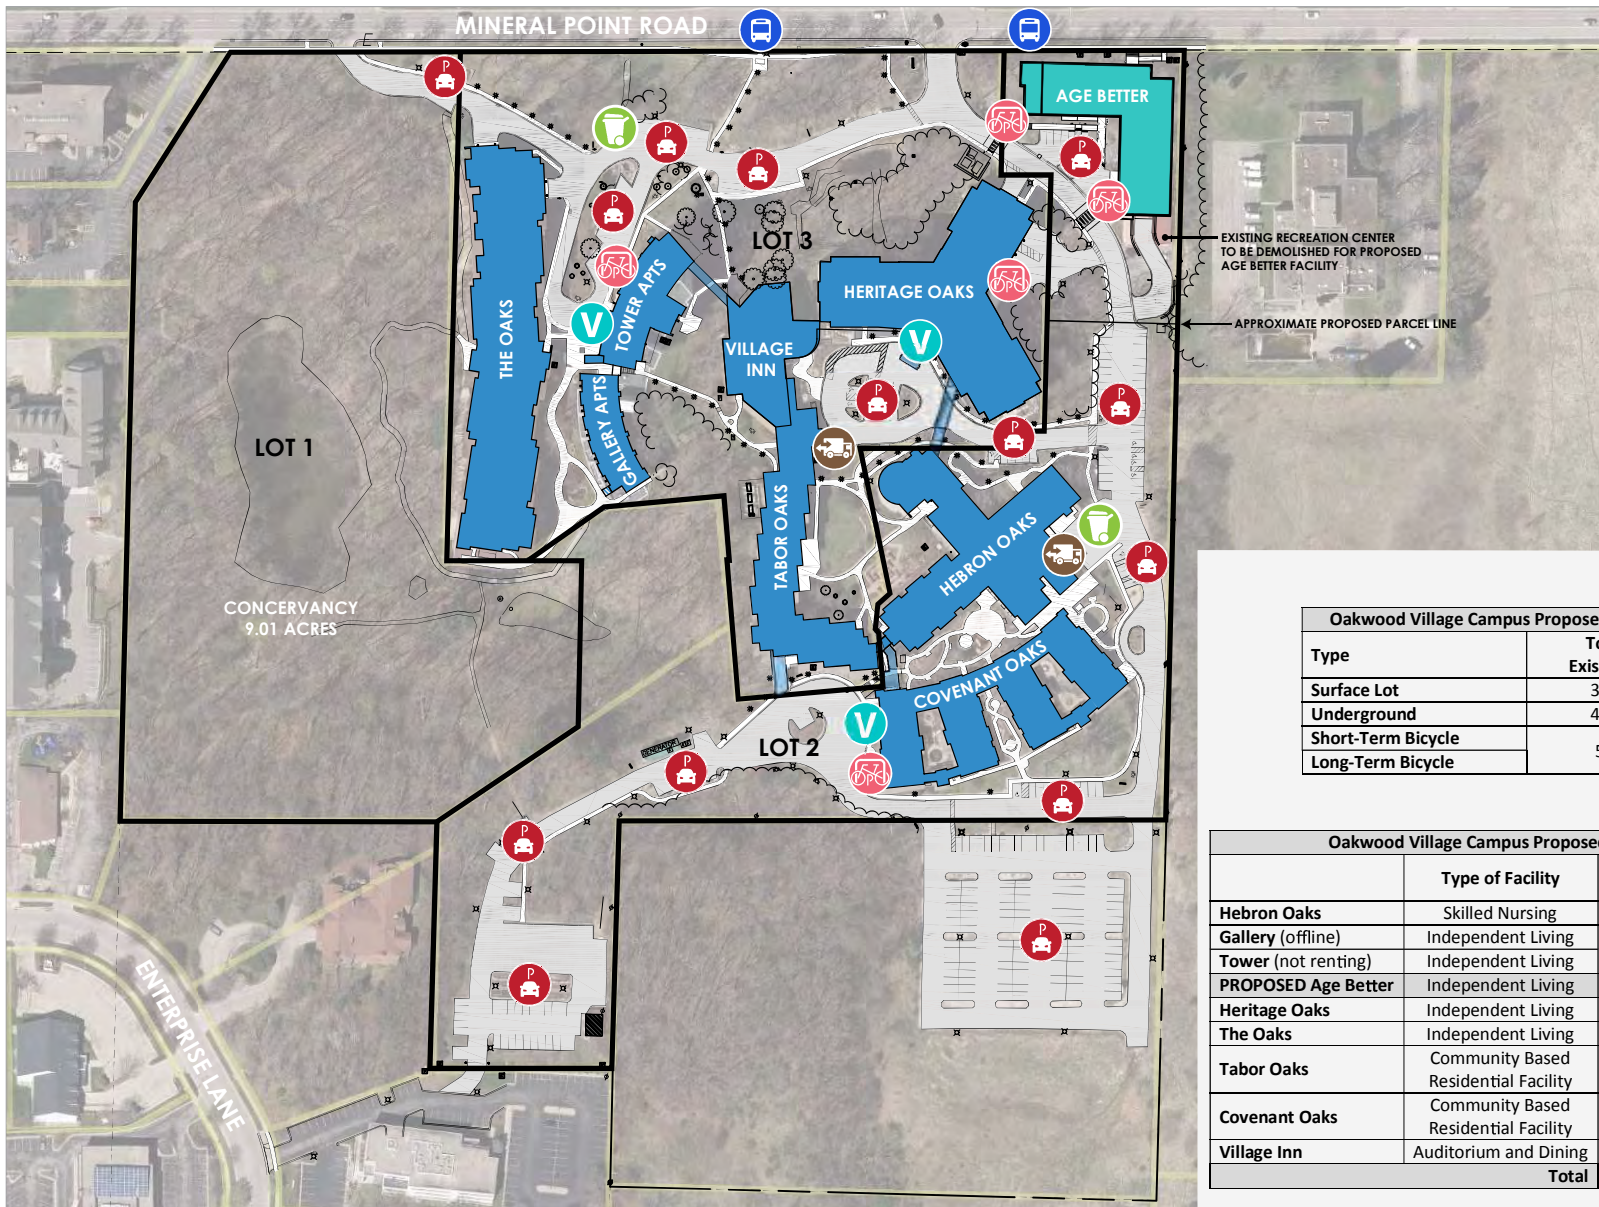 MINERAL POINT ROAD
E
AGE BETTER
P
P
P
P
P
LOT 3
EXISTING RECREATION CENTER
TO BE DEMOLISHED FOR PROPOSED
AGE BETTER FACILITY
THE OAKS
TOWER APTS
HERITAGE OAKS
V
V
APPROXIMATE PROPOSED PARCEL LINE
VILLAGE
INN
GALLERY APTS
P
P
P
LOT 1
TABOR OAKS
HEBRON OAKS
P
CONCERVANCY
9.01 ACRES
COVENANT OAKS
V
GENERATOR
LOT 2
P
P
P
P
P
ENTERPRISE LANE
Oakwood Village Campus Propose
Type
To
Exis
Surface Lot 3
Underground 4
Short-Term Bicycle
Long-Term Bicycle
Oakwood Village Campus Propose
Type of Facility
Hebron Oaks Skilled Nursing
Gallery (offline) Independent Living
Tower (not renting) Independent Living
PROPOSED Age Better Independent Living
Heritage Oaks Independent Living
The Oaks Independent Living
Tabor Oaks Community Based
Residential Facility
Covenant Oaks Community Based
Residential Facility
Village Inn Auditorium and Dining
Total